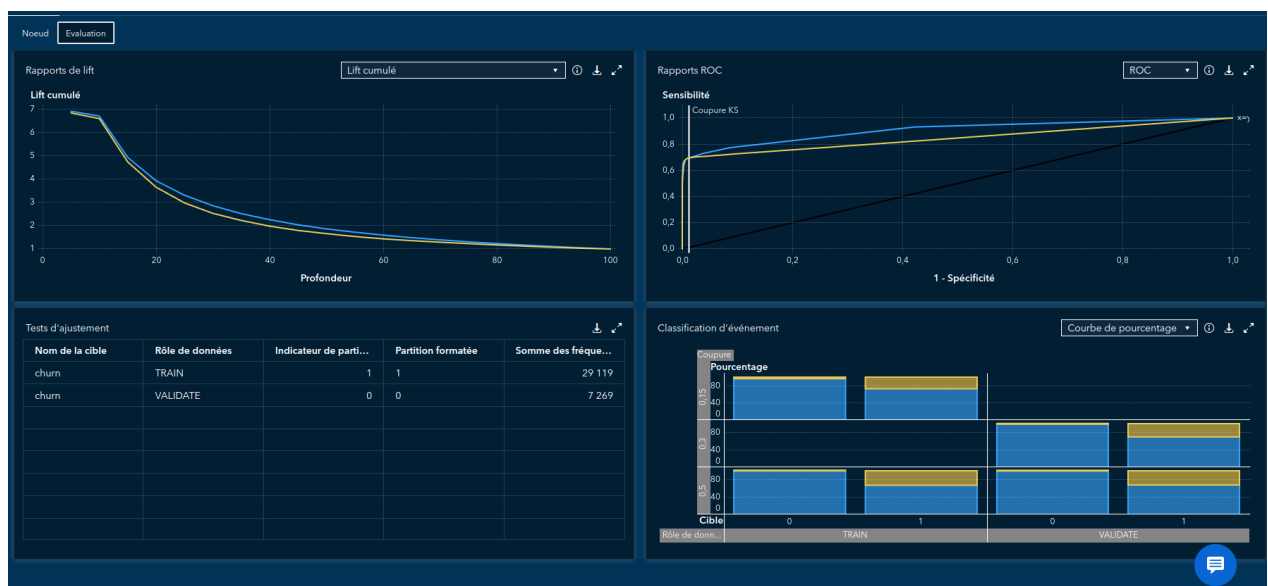 Noeud Evaluation
Rapports de lift
Lift cumulé
Lift cumulé
7
6
5
4
3
2
1
0 20 40 60 80 100
Profondeur
Rapports ROC
ROC
Sensibilité
Coupure KS
1,0
0,8
0,6
0,4
0,2
0,0
0,0 0,2 0,4 0,6 0,8 1,0
1 - Spécificité
Tests d'ajustement
Nom de la cible Rôle de données Indicateur de parti... Partition formatée Somme des fréque...
churn TRAIN 1 1 29 119
churn VALIDATE 0 0 7 269
Classification d'événement
Courbe de pourcentage
Coupure
Pourcentage
0,15
80
40
0
0,3
80
40
0
0,5
80
40
0
Cible 0 1 0 1
Rôle de donn... TRAIN VALIDATE